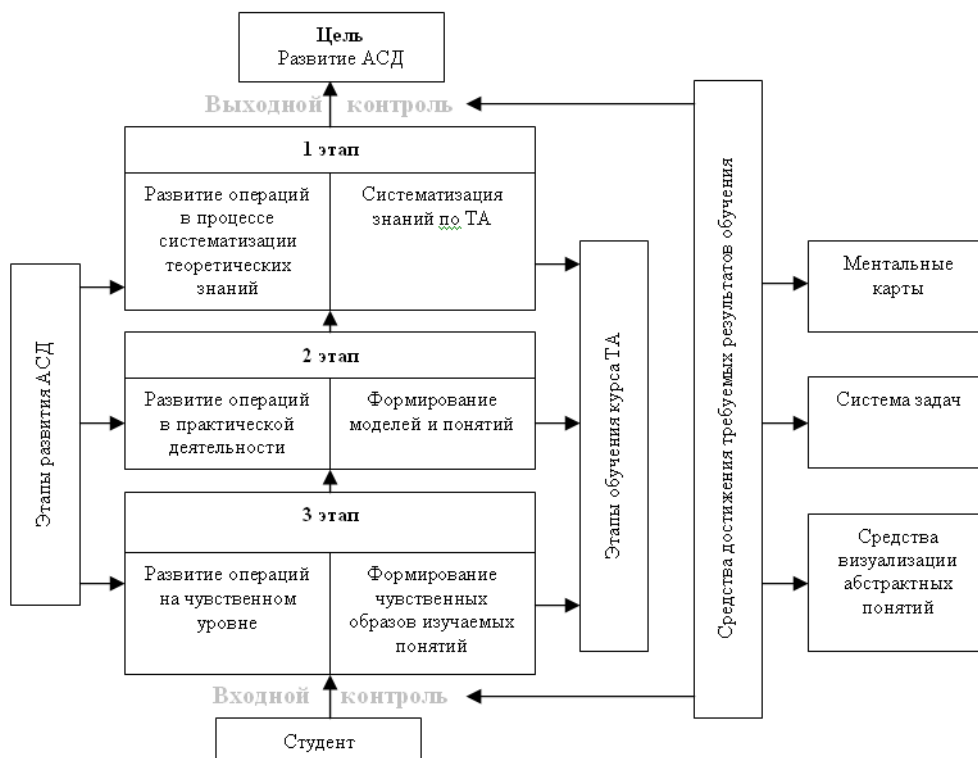 Цель
Развитие АСД
Выходной контроль
1 этап
Развитие операций
в процессе
систематизации
теоретических
знаний
Систематизация
знаний по ТА
2 этап
Развитие операций
в практической
деятельности
Формирование
моделей и понятий
3 этап
Развитие операций
на чувственном
уровне
Формирование
чувственных
образов изучаемых
понятий
Входной контроль
Студент
Этапы развития АСД
Этапы обучения курса ТА
Средства достижения требуемых результатов обучения
Ментальные
карты
Система задач
Средства
визуализации
абстрактных
понятий